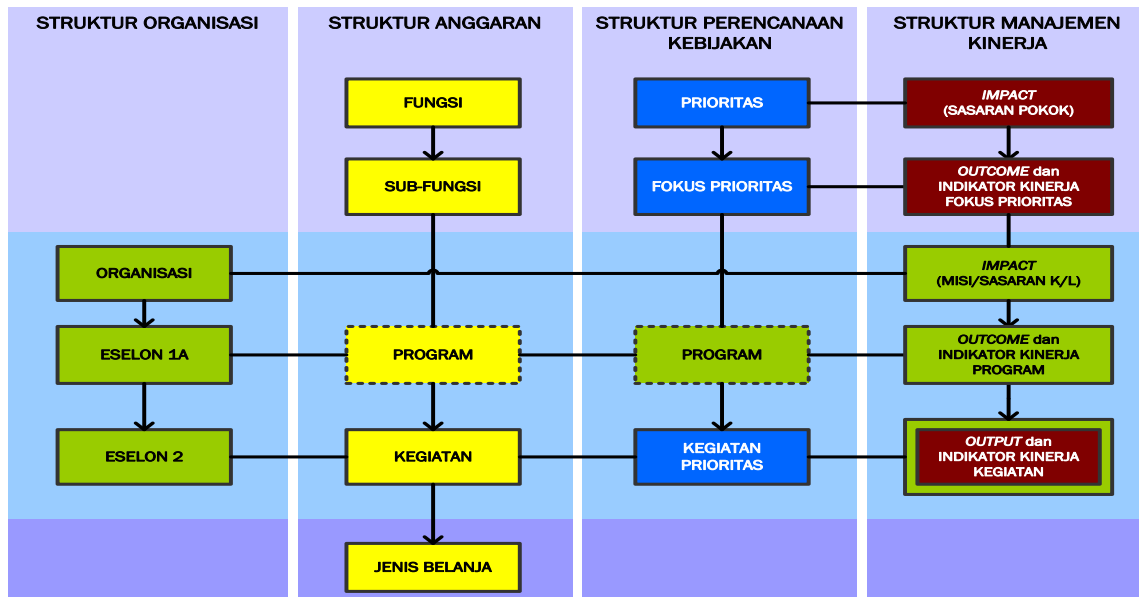 STRUKTUR ORGANISASI
STRUKTUR ANGGARAN
STRUKTUR PERENCANAAN
KEBIJAKAN
STRUKTUR MANAJEMEN
KINERJA
FUNGSI
PRIORITAS
IMPACT
(SASARAN POKOK)
SUB-FUNGSI
FOKUS PRIORITAS
OUTCOME dan
INDIKATOR KINERJA
FOKUS PRIORITAS
ORGANISASI
IMPACT
(MISI/SASARAN K/L)
ESELON 1A
PROGRAM
PROGRAM
OUTCOME dan
INDIKATOR KINERJA
PROGRAM
ESELON 2
KEGIATAN
KEGIATAN
PRIORITAS
OUTPUT dan
INDIKATOR KINERJA
KEGIATAN
JENIS BELANJA